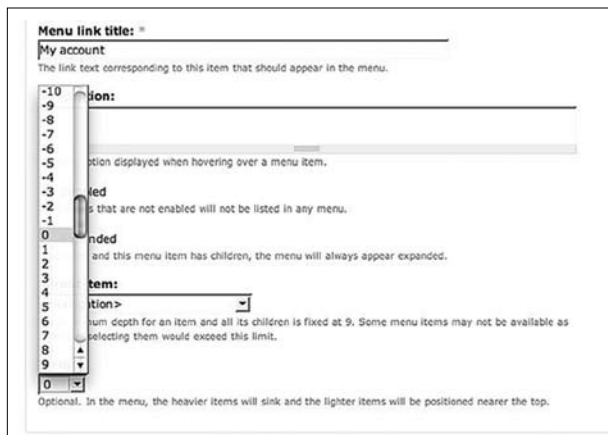 Menu link title: *
My account
The link text corresponding to this item that should appear in the menu.
-10
-9
-8
-7
-6
-5
-4
-3
-2
-1
0
1
2
3
4
5
6
7
8
9
tion:
ption displayed when hovering over a menu item.
led
s that are not enabled will not be listed in any menu.
nded
and this menu item has children, the menu will always appear expanded.
tem:
ation>
num depth for an item and all its children is fixed at 9. Some menu items may not be available as
selecting them would exceed this limit.
0
Optional. In the menu, the heavier items will sink and the lighter items will be positioned nearer the top.